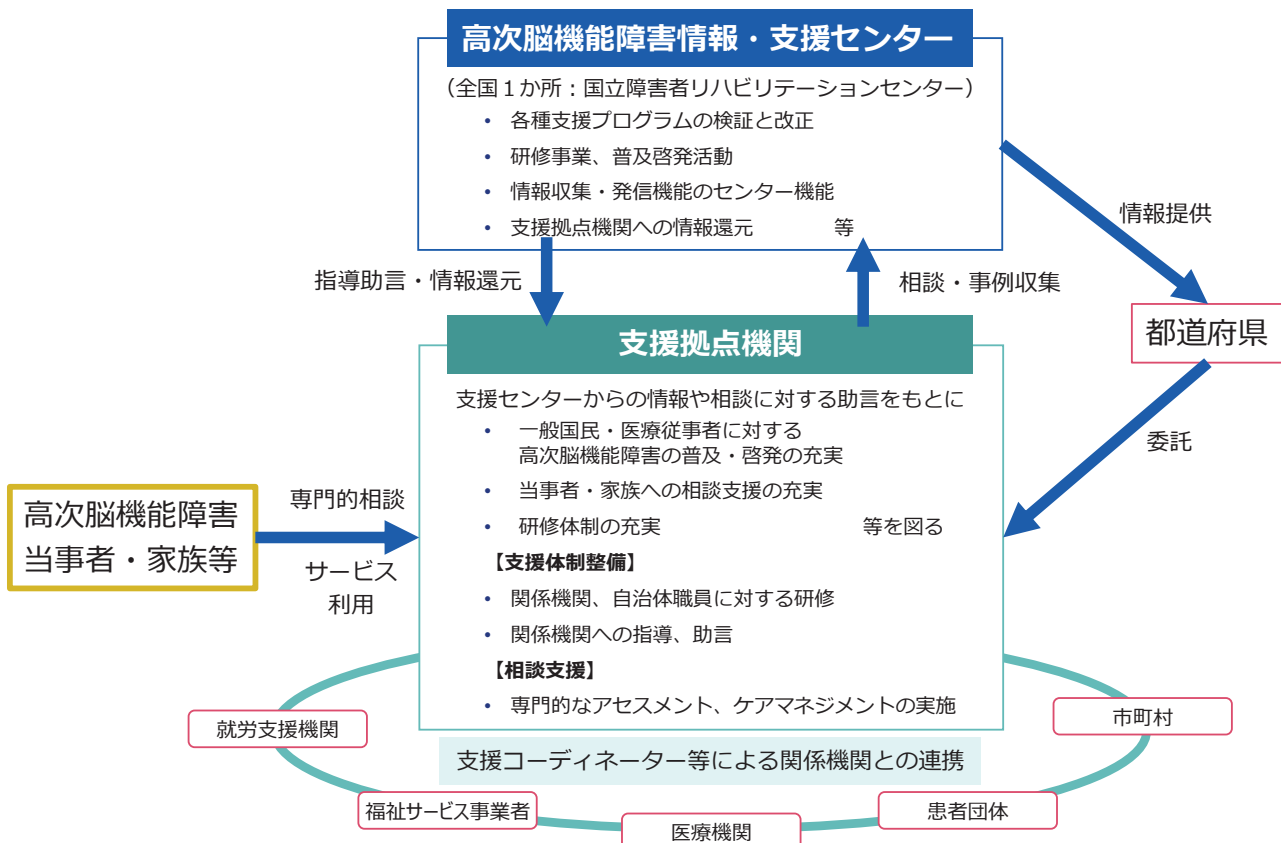 高次脳機能障害情報・支援センター
（全国１か所：国立障害者リハビリテーションセンター）
• 各種支援プログラムの検証と改正
• 研修事業、普及啓発活動
• 情報収集・発信機能のセンター機能
• 支援拠点機関への情報還元　等
情報提供
指導助言・情報還元
相談・事例収集
都道府県
支援拠点機関
支援センターからの情報や相談に対する助言をもとに
• 一般国民・医療従事者に対する
高次脳機能障害の普及・啓発の充実
• 当事者・家族への相談支援の充実
• 研修体制の充実　等を図る
委託
専門的相談
高次脳機能障害
当事者・家族等
サービス
利用
【支援体制整備】
• 関係機関、自治体職員に対する研修
• 関係機関への指導、助言
【相談支援】
• 専門的なアセスメント、ケアマネジメントの実施
就労支援機関
市町村
支援コーディネーター等による関係機関との連携
福祉サービス事業者
患者団体
医療機関